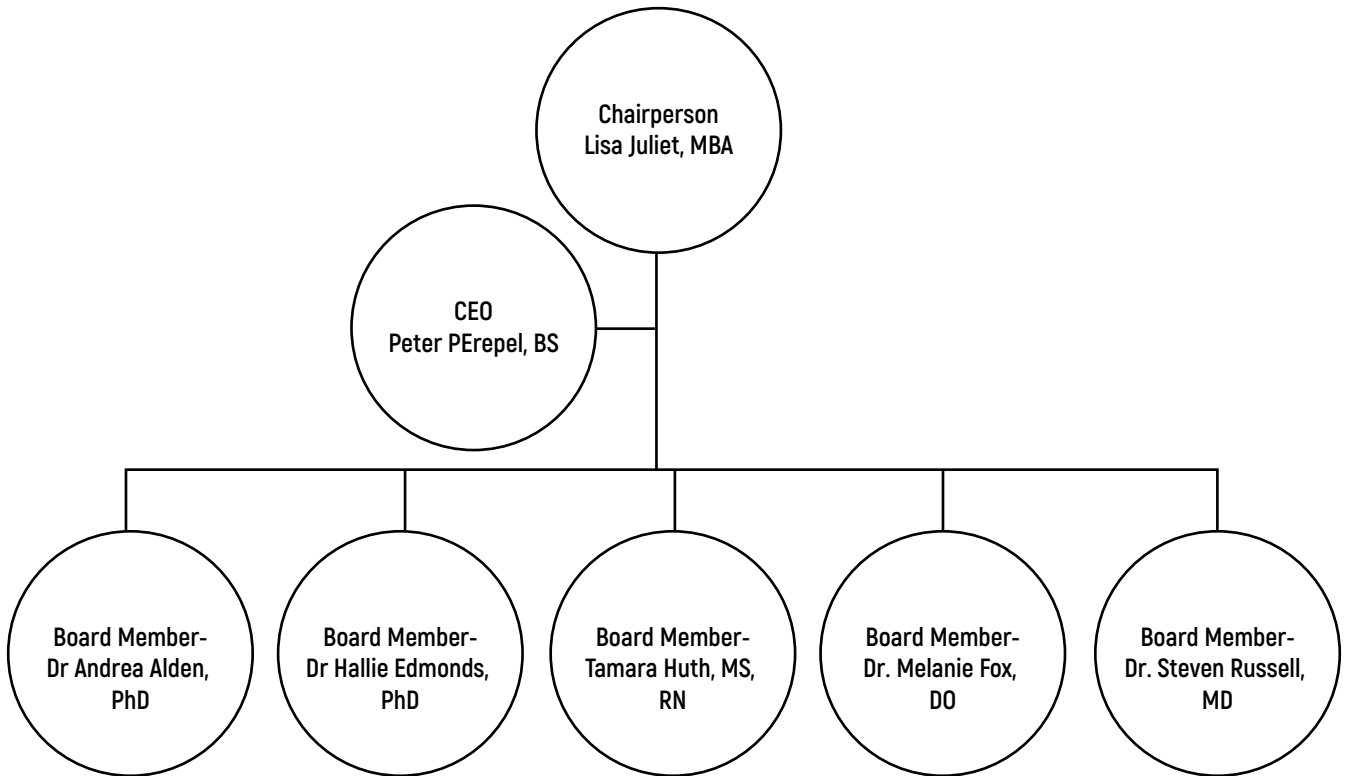 Chairperson
Lisa Juliet, MBA
CEO
Peter PErepel, BS
Board Member-
Dr Andrea Alden,
PhD
Board Member-
Dr Hallie Edmonds,
PhD
Board Member-
Tamara Huth, MS,
RN
Board Member-
Dr. Melanie Fox,
DO
Board Member-
Dr. Steven Russell,
MD